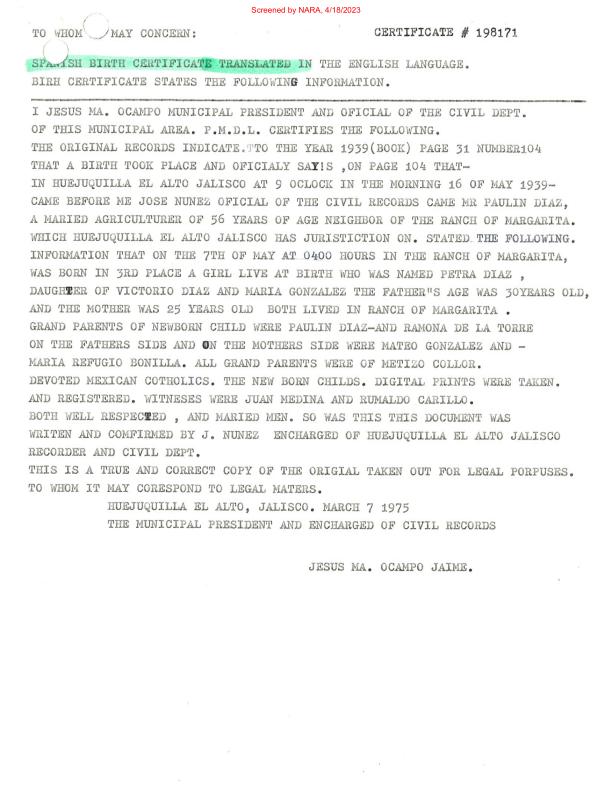 Screened by NARA, 4/18/2023
TO WHOM MAY CONCERN: CERTIFICATE # 198171
SPANISH BIRTH CERTIFICATE TRANSLATED IN THE ENGLISH LANGUAGE.
BIRH CERTIFICATE STATES THE FOLLOWING INFORMATION.
I JESUS MA. OCAMPO MUNICIPAL PRESIDENT AND OFICIAL OF THE CIVIL DEPT.
OF THIS MUNICIPAL AREA. P.M.D.L. CERTIFIES THE FOLLOWING.
THE ORIGINAL RECORDS INDICATE.TTO THE YEAR 1939(BOOK) PAGE 31 NUMBER104
THAT A BIRTH TOOK PLACE AND OFICIALY SAY!S ,ON PAGE 104 THAT-
IN HUEJUQUILLA EL ALTO JALISCO AT 9 OCLOCK IN THE MORNING 16 OF MAY 1939-
CAME BEFORE ME JOSE NUNEZ OFICIAL OF THE CIVIL RECORDS CAME MR PAULIN DIAZ,
A MARIED AGRICULTURER OF 56 YEARS OF AGE NEIGHBOR OF THE RANCH OF MARGARITA.
WHICH HUEJUQUILLA EL ALTO JALISCO HAS JURISTICTION ON. STATED THE FOLLOWING.
INFORMATION THAT ON THE 7TH OF MAY AT 0400 HOURS IN THE RANCH OF MARGARITA,
WAS BORN IN 3RD PLACE A GIRL LIVE AT BIRTH WHO WAS NAMED PETRA DIAZ ,
DAUGHTER OF VICTORIO DIAZ AND MARIA GONZALEZ THE FATHER"S AGE WAS 30YEARS OLD,
AND THE MOTHER WAS 25 YEARS OLD BOTH LIVED IN RANCH OF MARGARITA .
GRAND PARENTS OF NEWBORN CHILD WERE PAULIN DIAZ-AND RAMONA DE LA TORRE
ON THE FATHERS SIDE AND ON THE MOTHERS SIDE WERE MATEO GONZALEZ AND -
MARIA REFUGIO BONILLA. ALL GRAND PARENTS WERE OF METIZO COLLOR.
DEVOTED MEXICAN COTHOLICS. THE NEW BORN CHILDS. DIGITAL PRINTS WERE TAKEN.
AND REGISTERED. WITNESES WERE JUAN MEDINA AND RUMALDO CARILLO.
BOTH WELL RESPECTED , AND MARIED MEN. SO WAS THIS THIS DOCUMENT WAS
WRITEN AND COMFIRMED BY J. NUNEZ ENCHARGED OF HUEJUQUILLA EL ALTO JALISCO
RECORDER AND CIVIL DEPT.
THIS IS A TRUE AND CORRECT COPY OF THE ORIGIAL TAKEN OUT FOR LEGAL PORPUSES.
TO WHOM IT MAY CORESPOND TO LEGAL MATERS.
HUEJUQUILLA EL ALTO, JALISCO. MARCH 7 1975
THE MUNICIPAL PRESIDENT AND ENCHARGED OF CIVIL RECORDS
JESUS MA. OCAMPO JAIME.